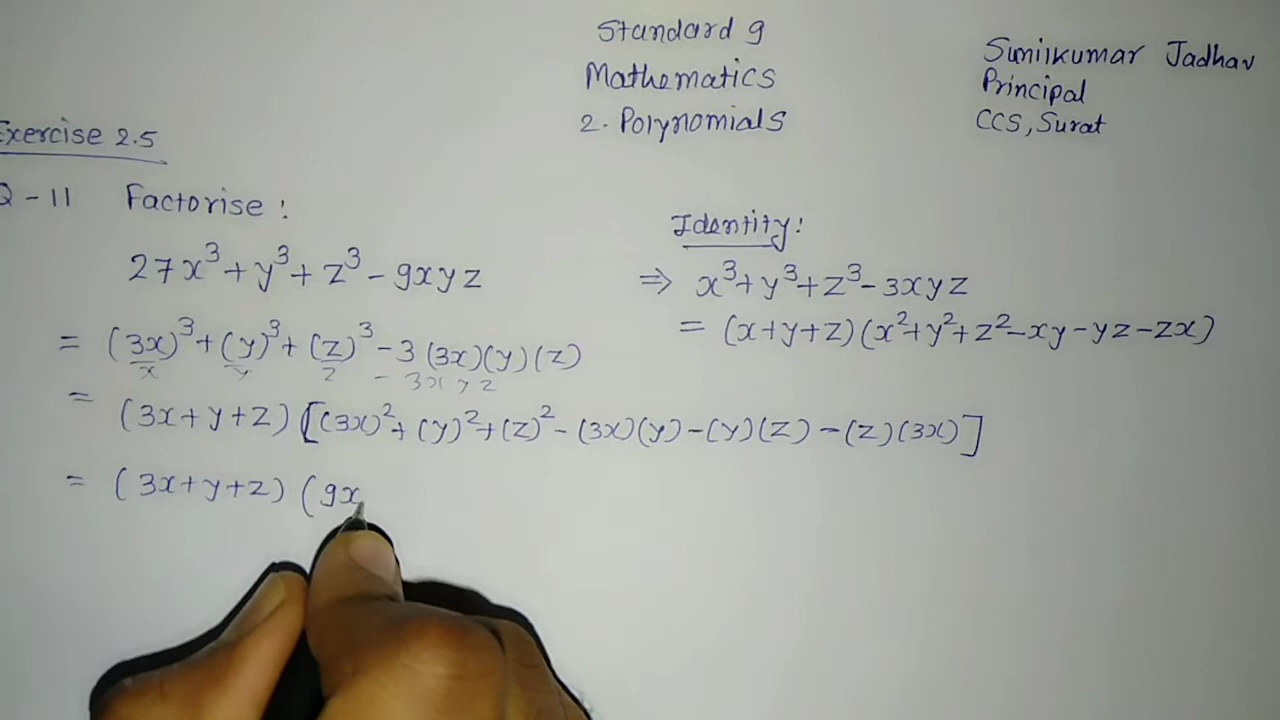 Standard 9
Mathematics
2. Polynomials
Sunilkumar Jadhav
Principal
CCS, Surat
Exercise 2.5
Q-11 Factorise:
27x³ + y³ + z³ - 9xyz
= (3x)³ + (y)³ + (z)³ - 3(3x)(y)(z)
x y z - 3xyz
= (3x+y+z) [(3x)² + (y)² + (z)² - (3x)(y) - (y)(z) - (z)(3x)]
= (3x+y+z) (9x
Identity:
⇒ x³ + y³ + z³ - 3xyz
= (x+y+z)(x²+y²+z²-xy-yz-zx)